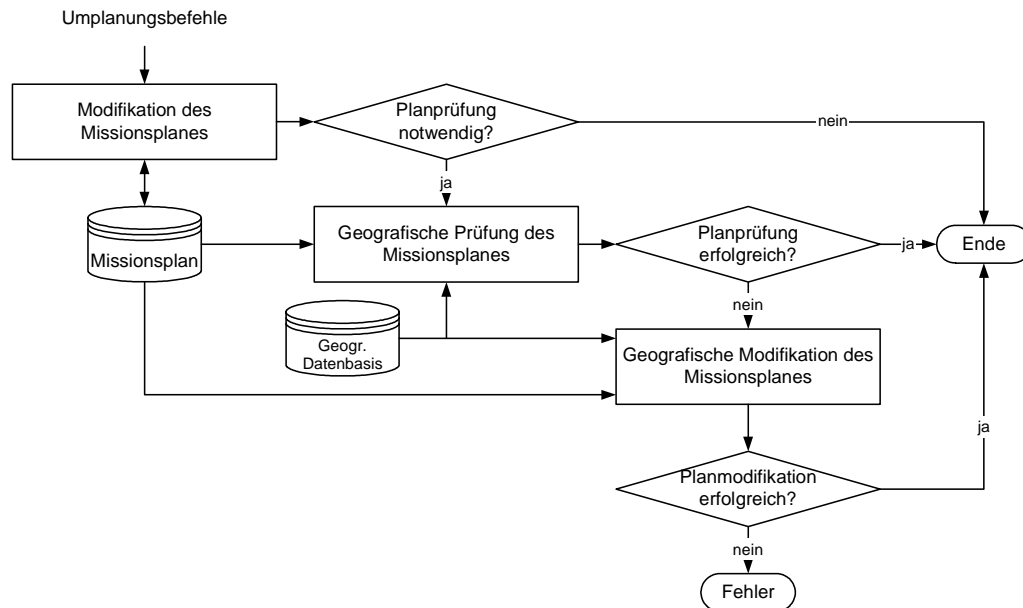 Umplanungsbefehle
Modifikation des
Missionsplanes
Planprüfung
notwendig?
nein
ja
Missionsplan
Geografische Prüfung des
Missionsplanes
Planprüfung
erfolgreich?
ja
Ende
nein
Geogr.
Datenbasis
Geografische Modifikation des
Missionsplanes
ja
Planmodifikation
erfolgreich?
nein
Fehler